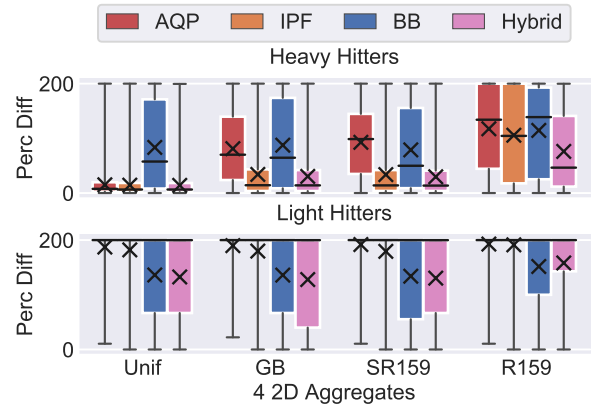 AQP IPF BB Hybrid
Heavy Hitters
200
Perc Diff
0
Light Hitters
200
Perc Diff
0
Unif GB SR159 R159
4 2D Aggregates